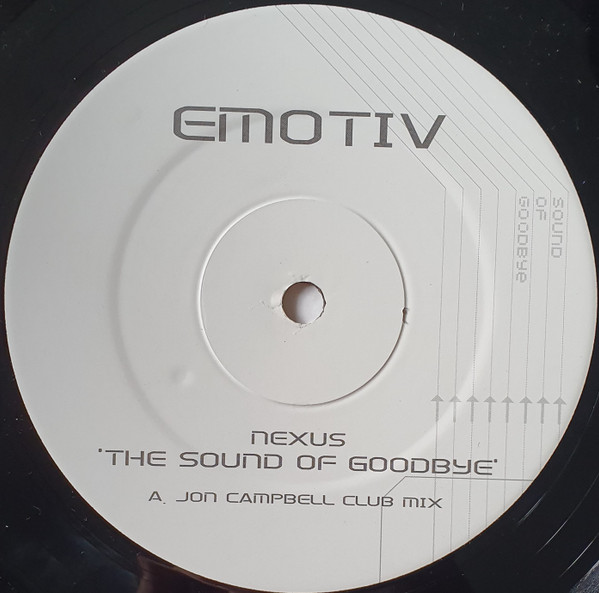 EMOTIV
SOUND
OF
GOODBYE
NEXUS
'THE SOUND OF GOODBYE'
A. JON CAMPBELL CLUB MIX